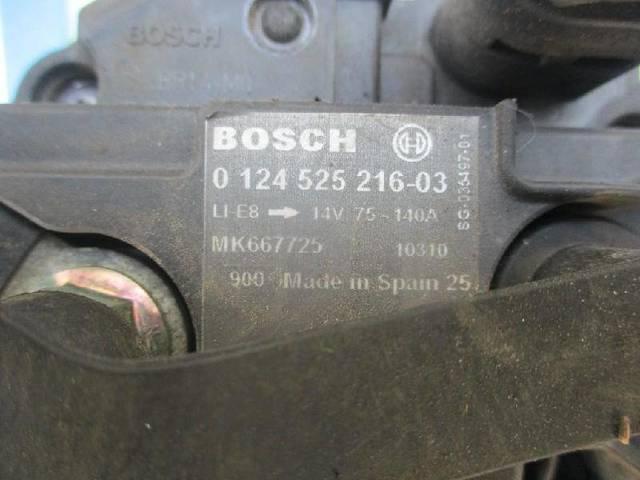 BOSCH
BOSCH
0 124 525 216-03
LI-E8 → 14V 75-140A
MK667725 10310
900 Made in Spain 25